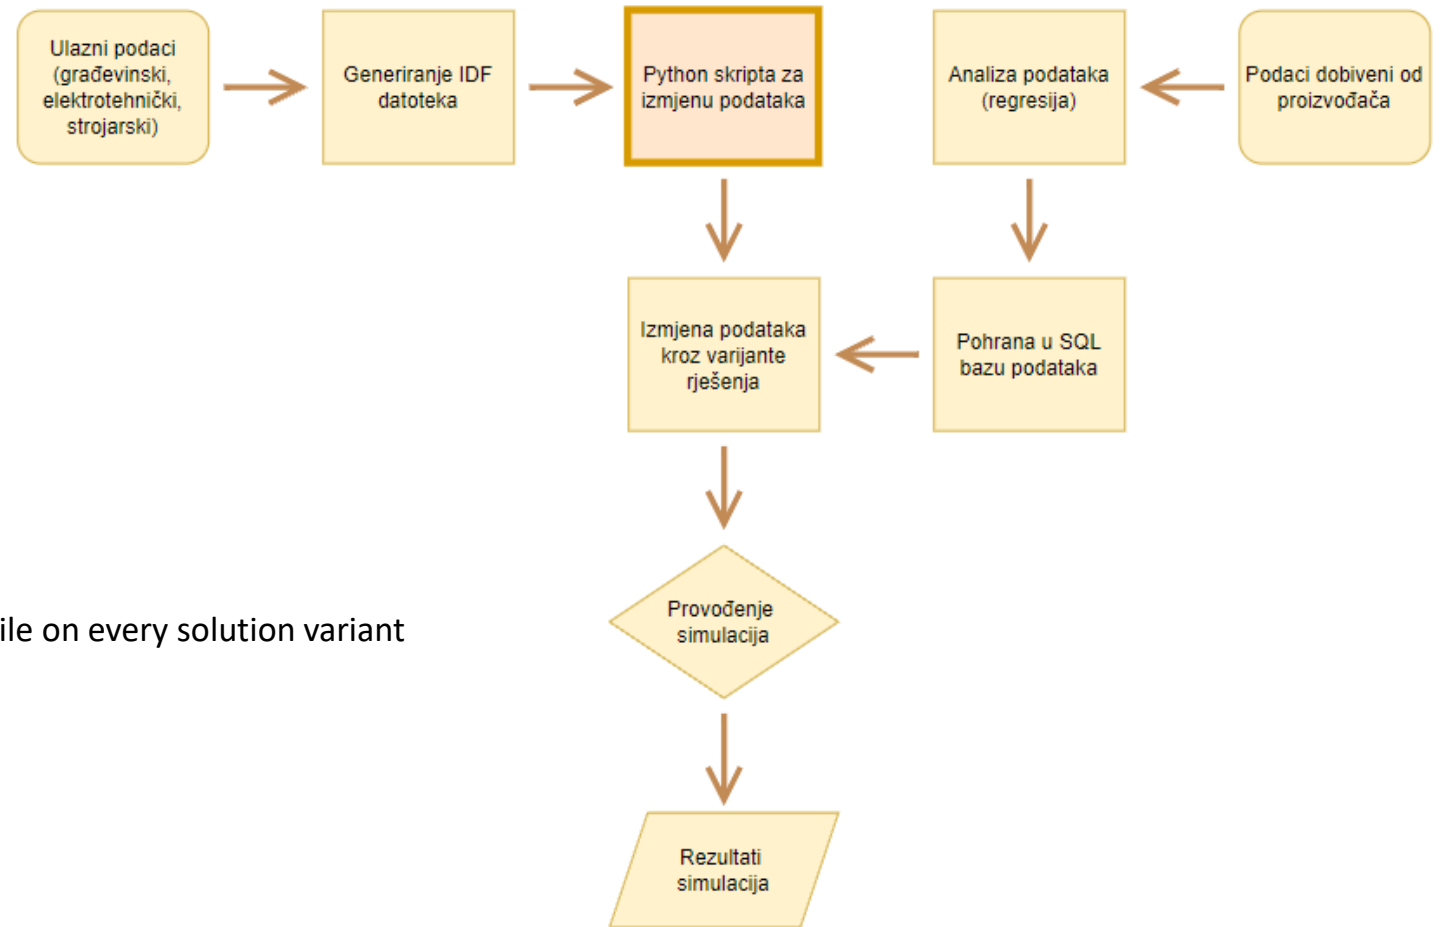 Ulazni podaci
(građevinski,
elektrotehnički,
strojarski)
Generiranje IDF
datoteka
Python skripta za
izmjenu podataka
Analiza podataka
(regresija)
Podaci dobiveni od
proizvođača
Izmjena podataka
kroz varijante
rješenja
Pohrana u SQL
bazu podataka
Provođenje
simulacija
ile on every solution variant
Rezultati
simulacija